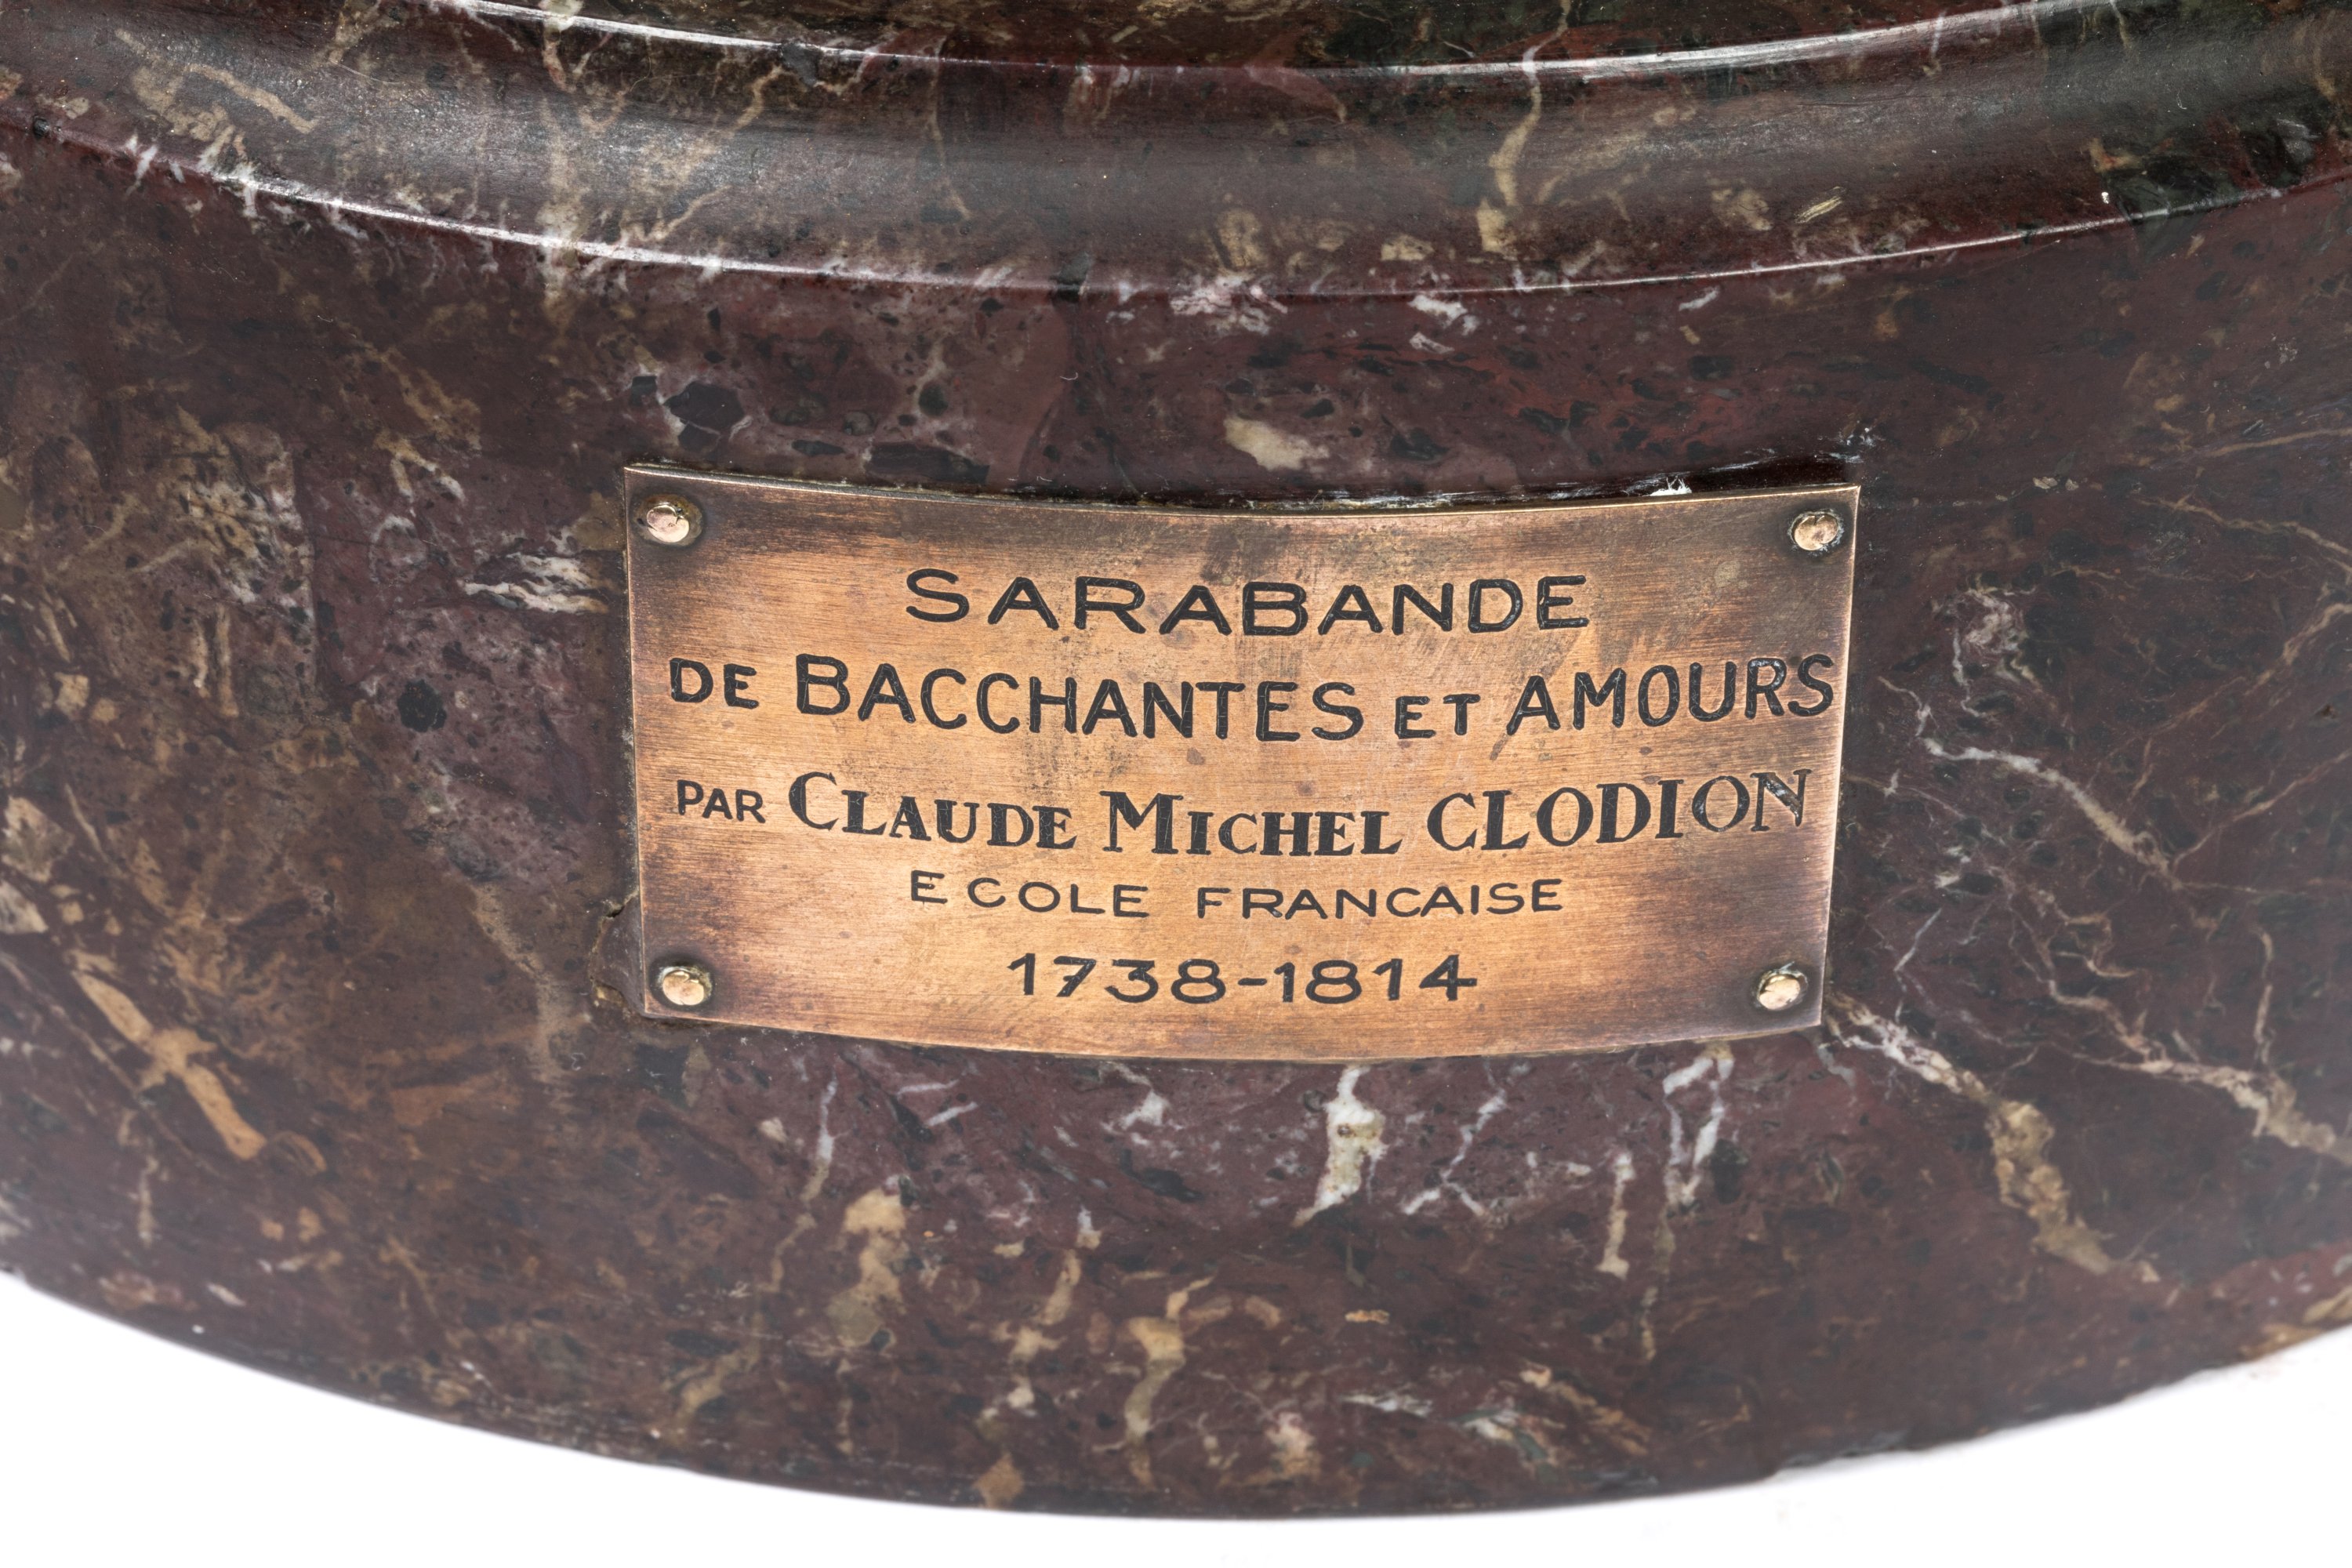 SARABANDE
DE BACCHANTES ET AMOURS
PAR CLAUDE MICHEL CLODION
ECOLE FRANCAISE
1738-1814